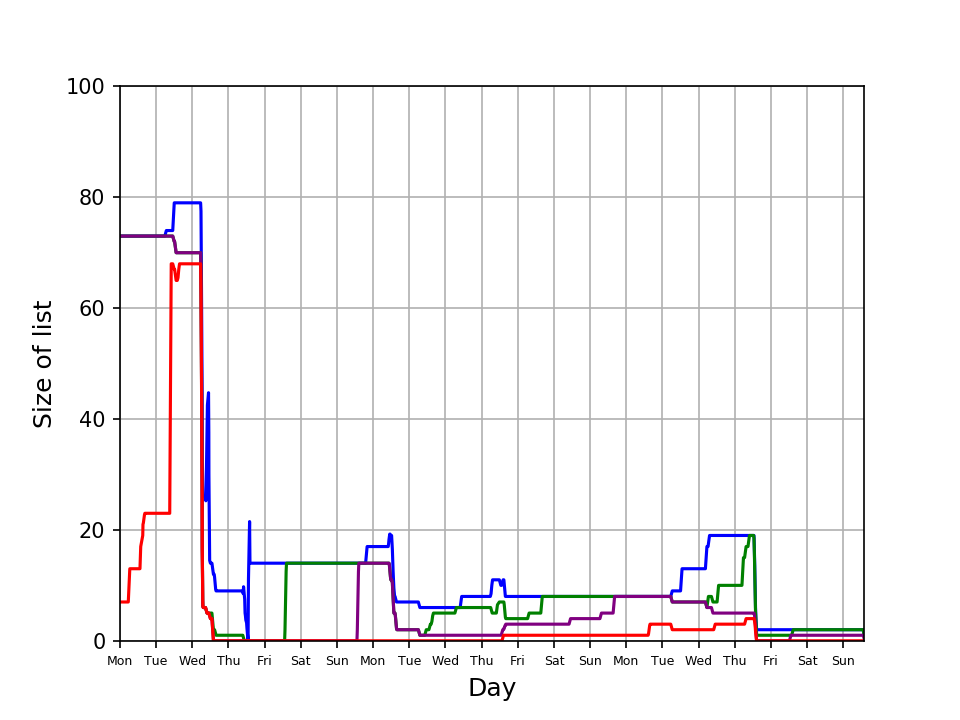 100
80
60
40
20
0
Size of list
Mon Tue Wed Thu Fri Sat Sun Mon Tue Wed Thu Fri Sat Sun Mon Tue Wed Thu Fri Sat Sun
Day